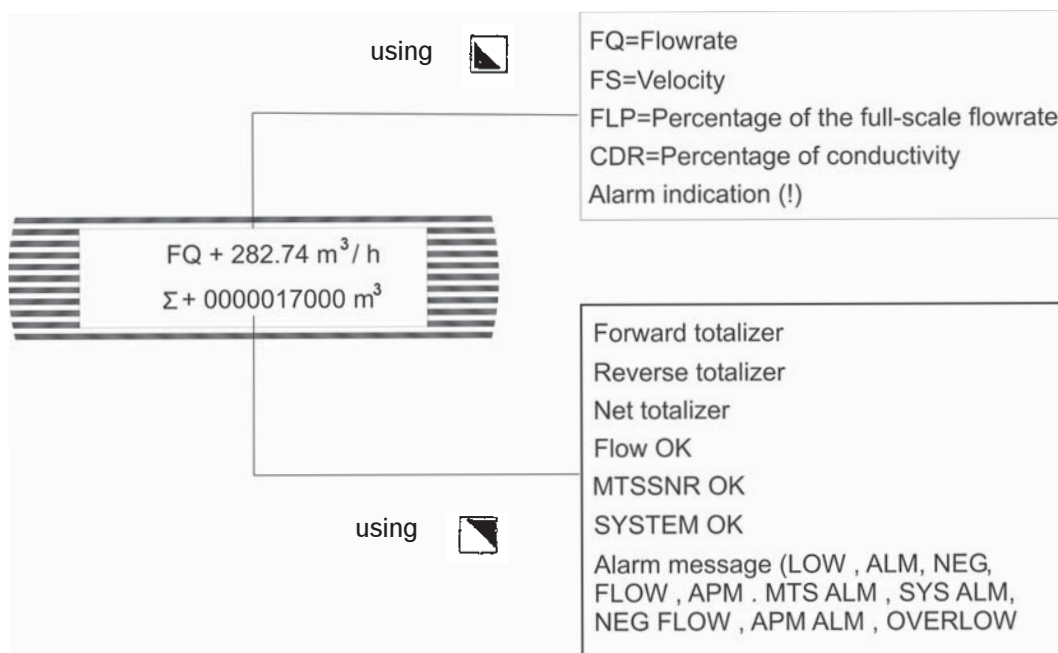 using
FQ=Flowrate
FS=Velocity
FLP=Percentage of the full-scale flowrate
CDR=Percentage of conductivity
Alarm indication (!)
FQ + 282.74 m³/ h
Σ+ 0000017000 m³
Forward totalizer
Reverse totalizer
Net totalizer
Flow OK
MTSSNR OK
SYSTEM OK
Alarm message (LOW , ALM, NEG,
FLOW , APM . MTS ALM , SYS ALM,
NEG FLOW , APM ALM , OVERLOW
using